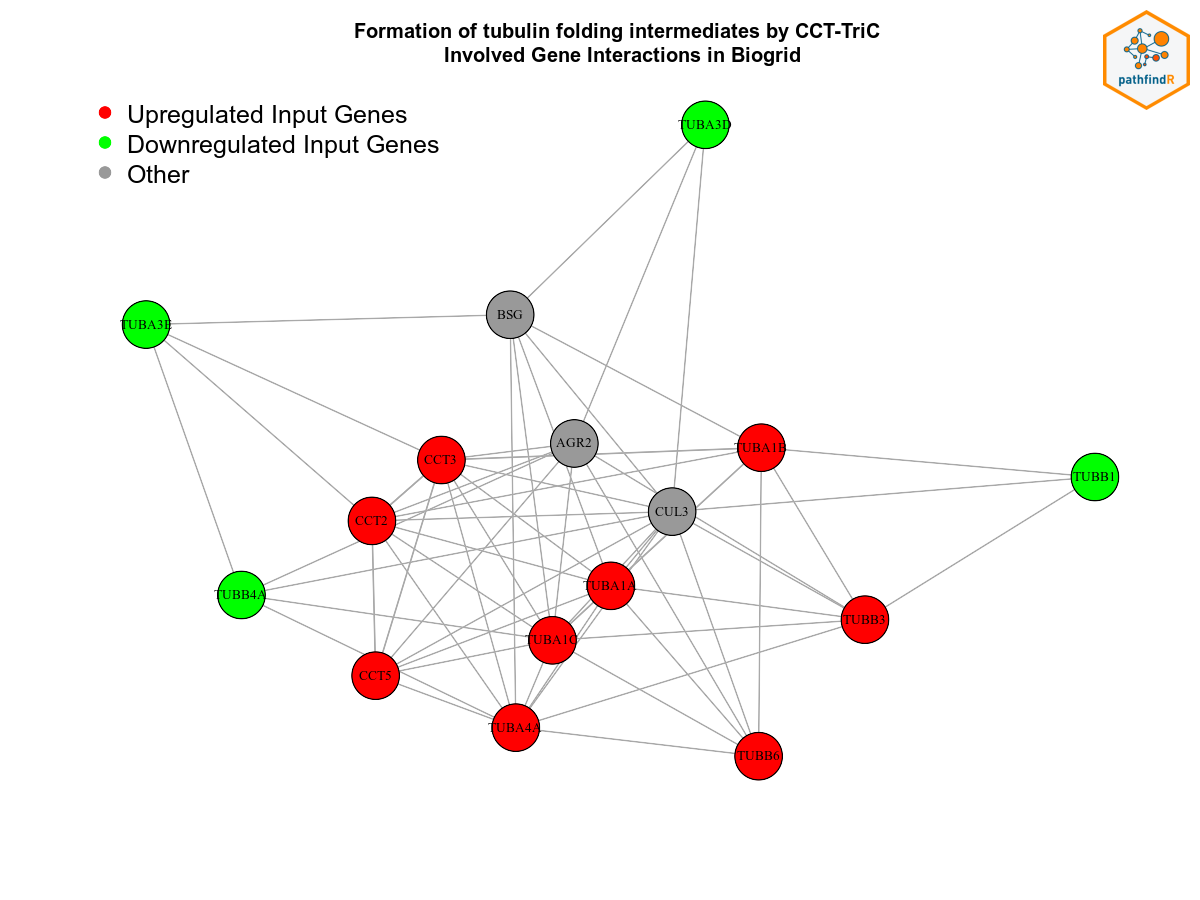 Formation of tubulin folding intermediates by CCT-TriC
Involved Gene Interactions in Biogrid
pathfindR
Upregulated Input Genes
Downregulated Input Genes
Other
TUBA3D
BSG
TUBA3E
AGR2
TUBA1B
CCT3
TUBB1
CUL3
CCT2
TUBA1A
TUBB4A
TUBB3
TUBA1C
CCT5
TUBA4A
TUBB6